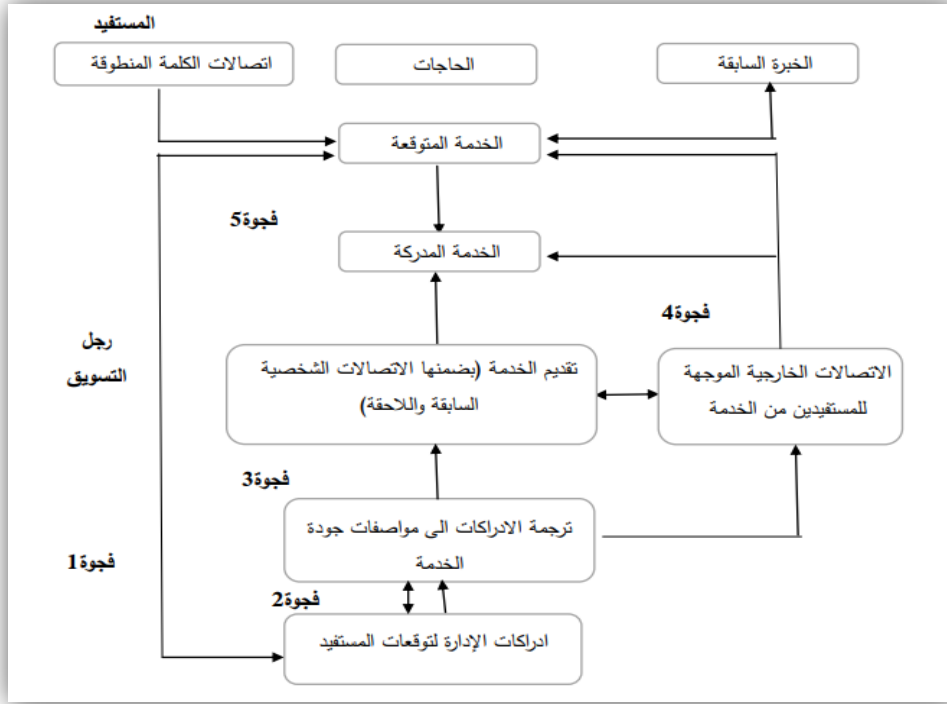 المستفيد
الخبرة السابقة
الحاجات
اتصالات الكلمة المنطوقة
الخدمة المتوقعة
فجوة5
الخدمة المدركة
فجوة4
رجل
التسويق
الاتصالات الخارجية الموجهة
للمستفيدين من الخدمة
تقديم الخدمة (بضمنها الاتصالات الشخصية
السابقة واللاحقة)
فجوة3
ترجمة الادراكات الى مواصفات جودة
الخدمة
فجوة1
فجوة2
ادراكات الإدارة لتوقعات المستفيد